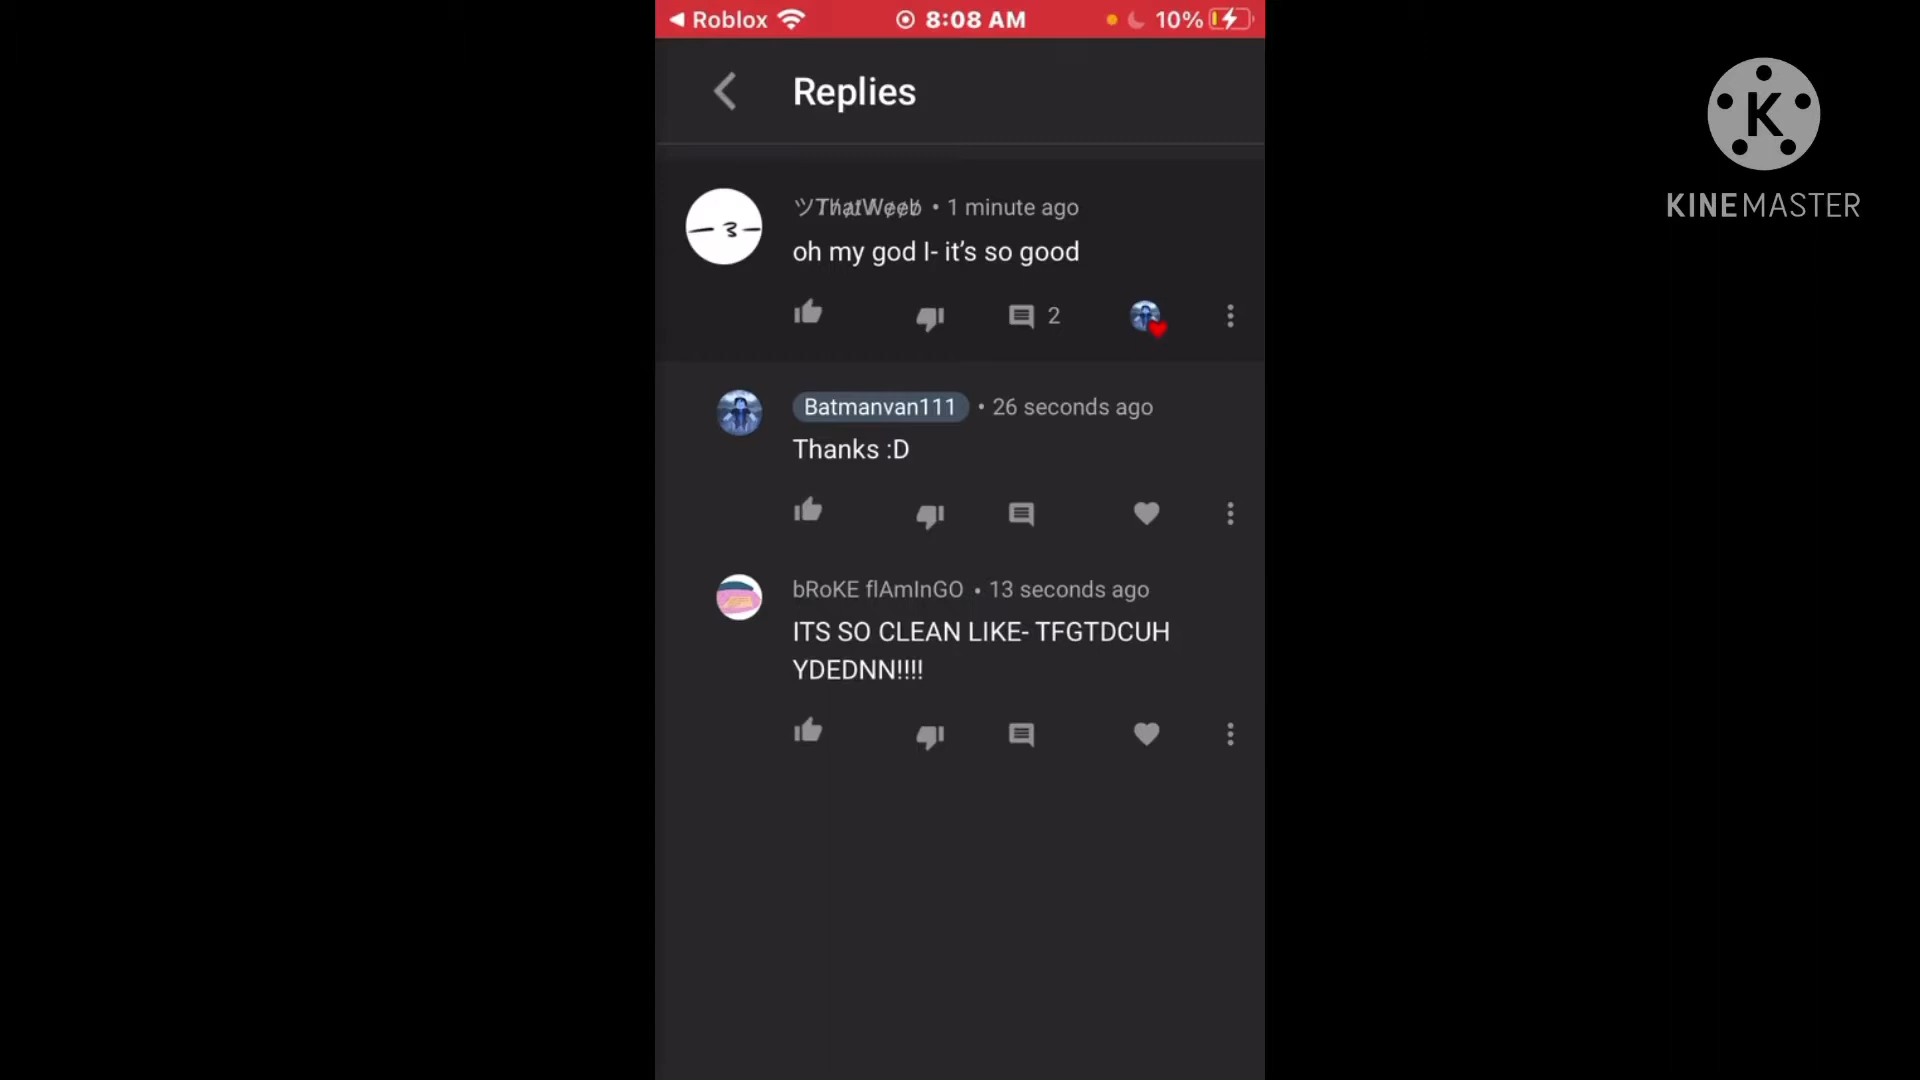 Roblox 8:08 AM 10%
Replies
ツThatWeeb • 1 minute ago
oh my god I- it's so good
2
Batmanvan111 • 26 seconds ago
Thanks :D
bRoKE flAmInGO • 13 seconds ago
ITS SO CLEAN LIKE- TFGTDCUH
YDEDNN!!!!
K
KINEMASTER